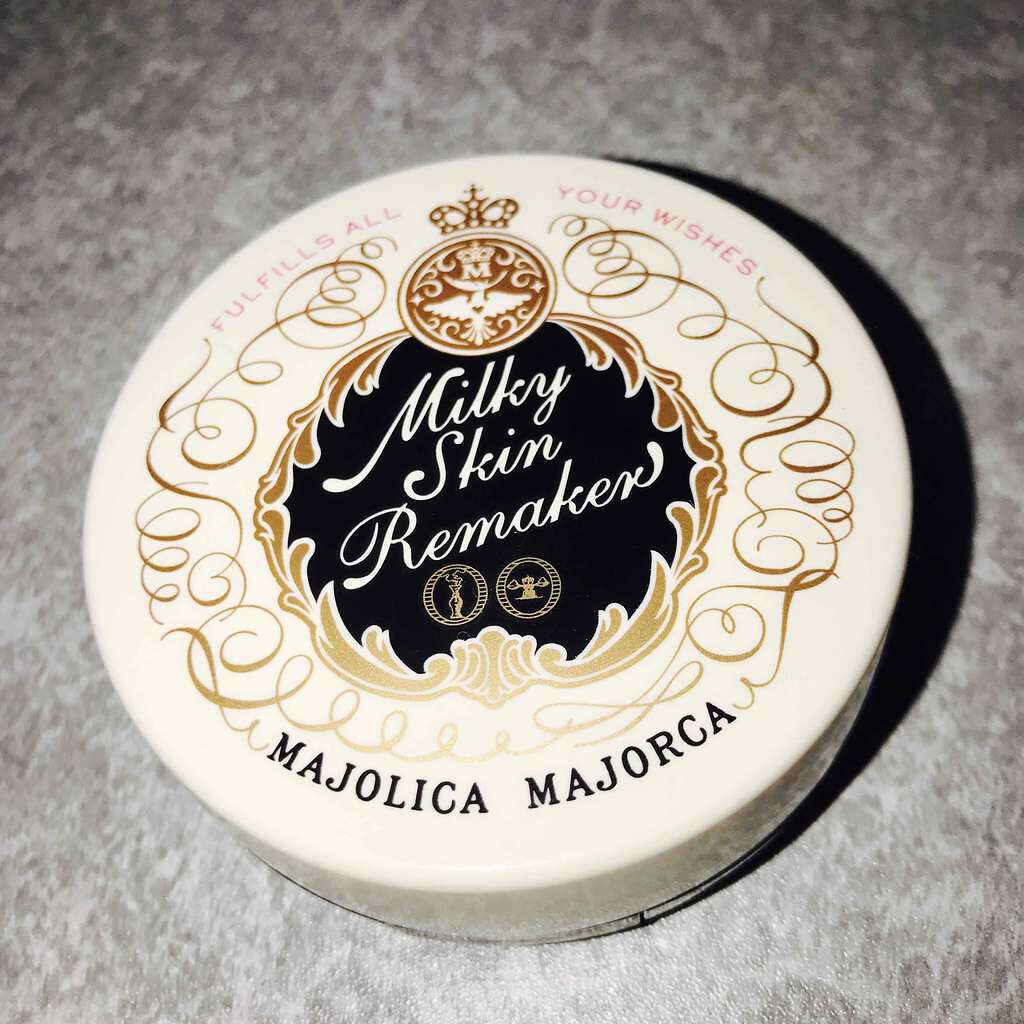 FULFILLS ALL YOUR WISHES
M
Milky
Skin
Remaker
MAJOLICA MAJORCA